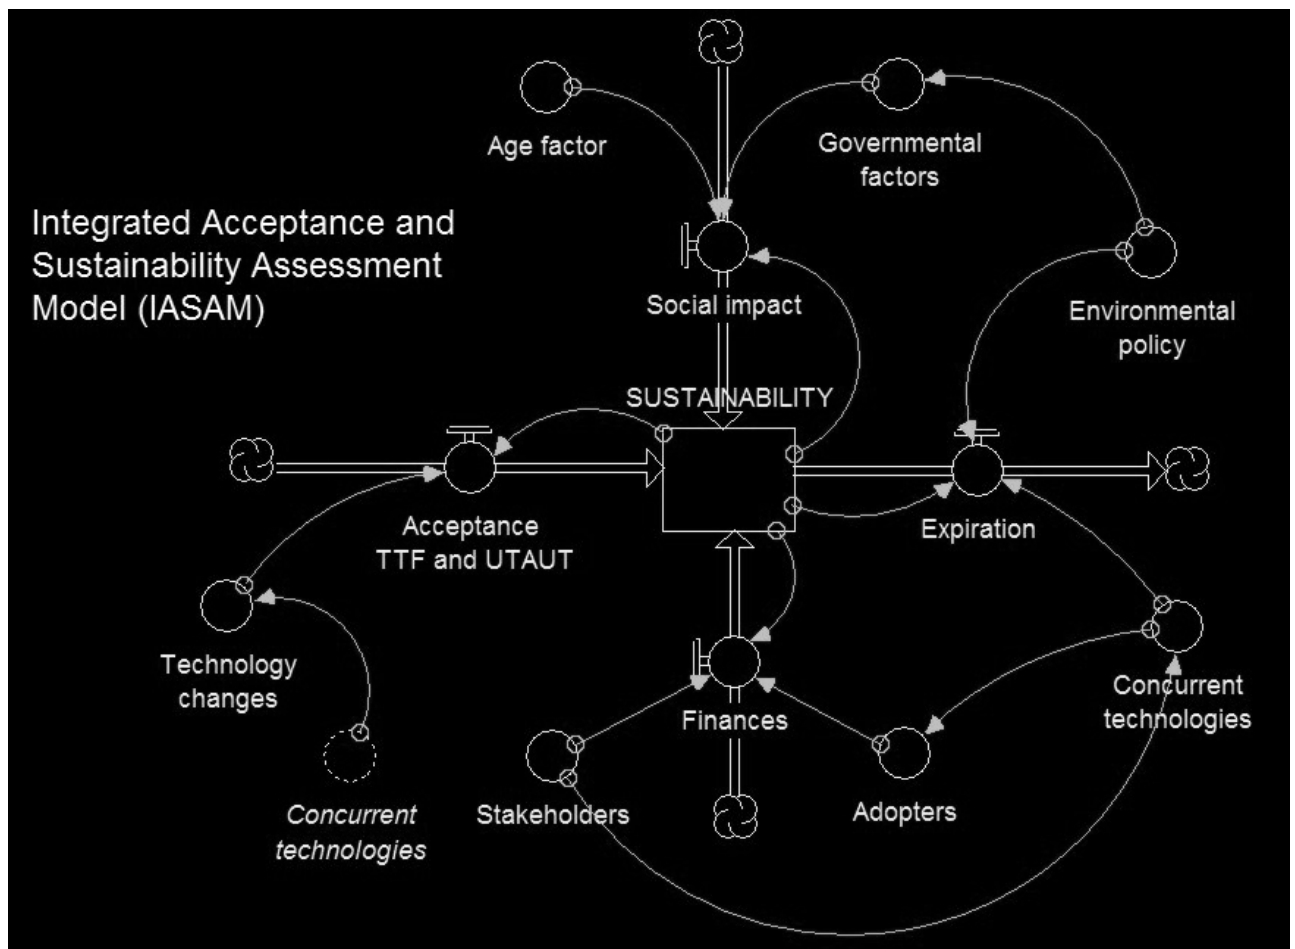 Age factor
Governmental
factors
Integrated Acceptance and
Sustainability Assessment
Model (IASAM)
Social impact
Environmental
policy
SUSTAINABILITY
Acceptance
TTF and UTAUT
Expiration
Technology
changes
Finances
Concurrent
technologies
Concurrent
technologies
Stakeholders
Adopters